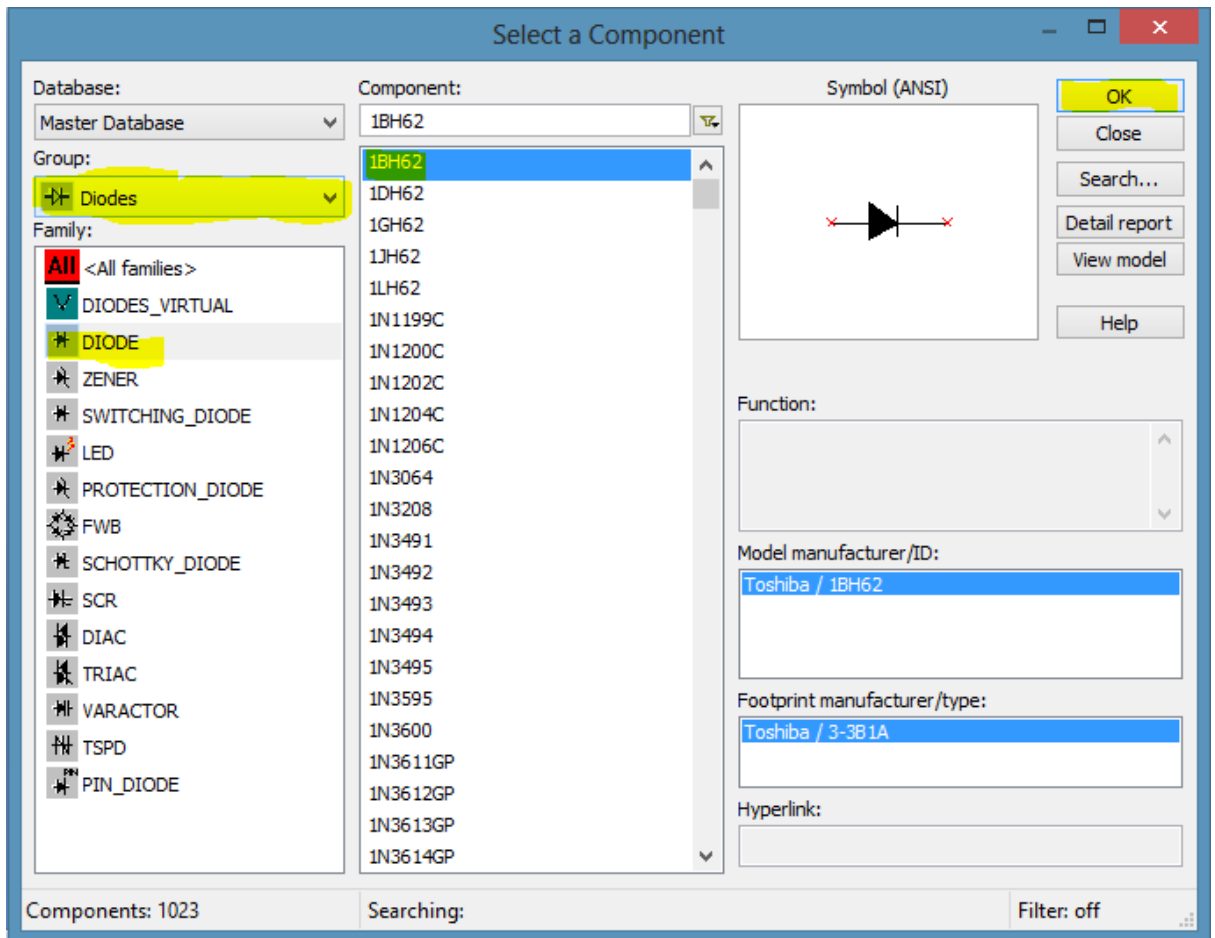 Select a Component
Database:
Master Database
Group:
Diodes
Family:
All <All families>
DIODES_VIRTUAL
DIODE
ZENER
SWITCHING_DIODE
LED
PROTECTION_DIODE
FWB
SCHOTTKY_DIODE
SCR
DIAC
TRIAC
VARACTOR
TSPD
PIN_DIODE
Component:
1BH62
1BH62
1DH62
1GH62
1JH62
1LH62
1N1199C
1N1200C
1N1202C
1N1204C
1N1206C
1N3064
1N3208
1N3491
1N3492
1N3493
1N3494
1N3495
1N3595
1N3600
1N3611GP
1N3612GP
1N3613GP
1N3614GP
Symbol (ANSI)
OK
Close
Search...
Detail report
View model
Help
Function:
Model manufacturer/ID:
Toshiba / 1BH62
Footprint manufacturer/type:
Toshiba / 3-3B1A
Hyperlink:
Components: 1023
Searching:
Filter: off